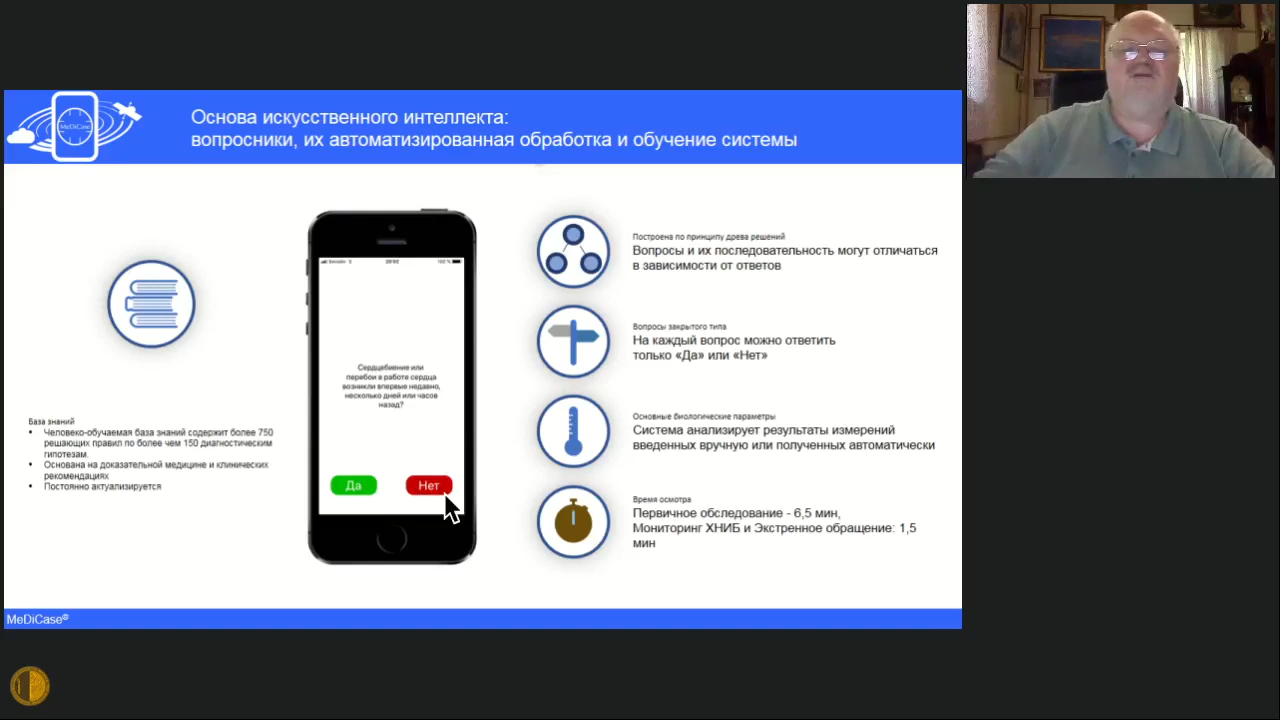 MeDiCase
Основа искусственного интеллекта:
вопросники, их автоматизированная обработка и обучение системы
База знаний
• Человеко-обучаемая база знаний содержит более 750
решающих правил по более чем 150 диагностическим
гипотезам.
• Основана на доказательной медицине и клинических
рекомендациях
• Постоянно актуализируется
20:02
100 %
Сердцебиение или
перебои в работе сердца
возникли впервые недавно,
несколько дней или часов
назад?
Да
Нет
Построена по принципу древа решений
Вопросы и их последовательность могут отличаться
в зависимости от ответов
Вопросы закрытого типа
На каждый вопрос можно ответить
только «Да» или «Нет»
Основные биологические параметры
Система анализирует результаты измерений
введенных вручную или полученных автоматически
Время осмотра
Первичное обследование - 6,5 мин,
Мониторинг ХНИБ и Экстренное обращение: 1,5
мин
MeDiCase®